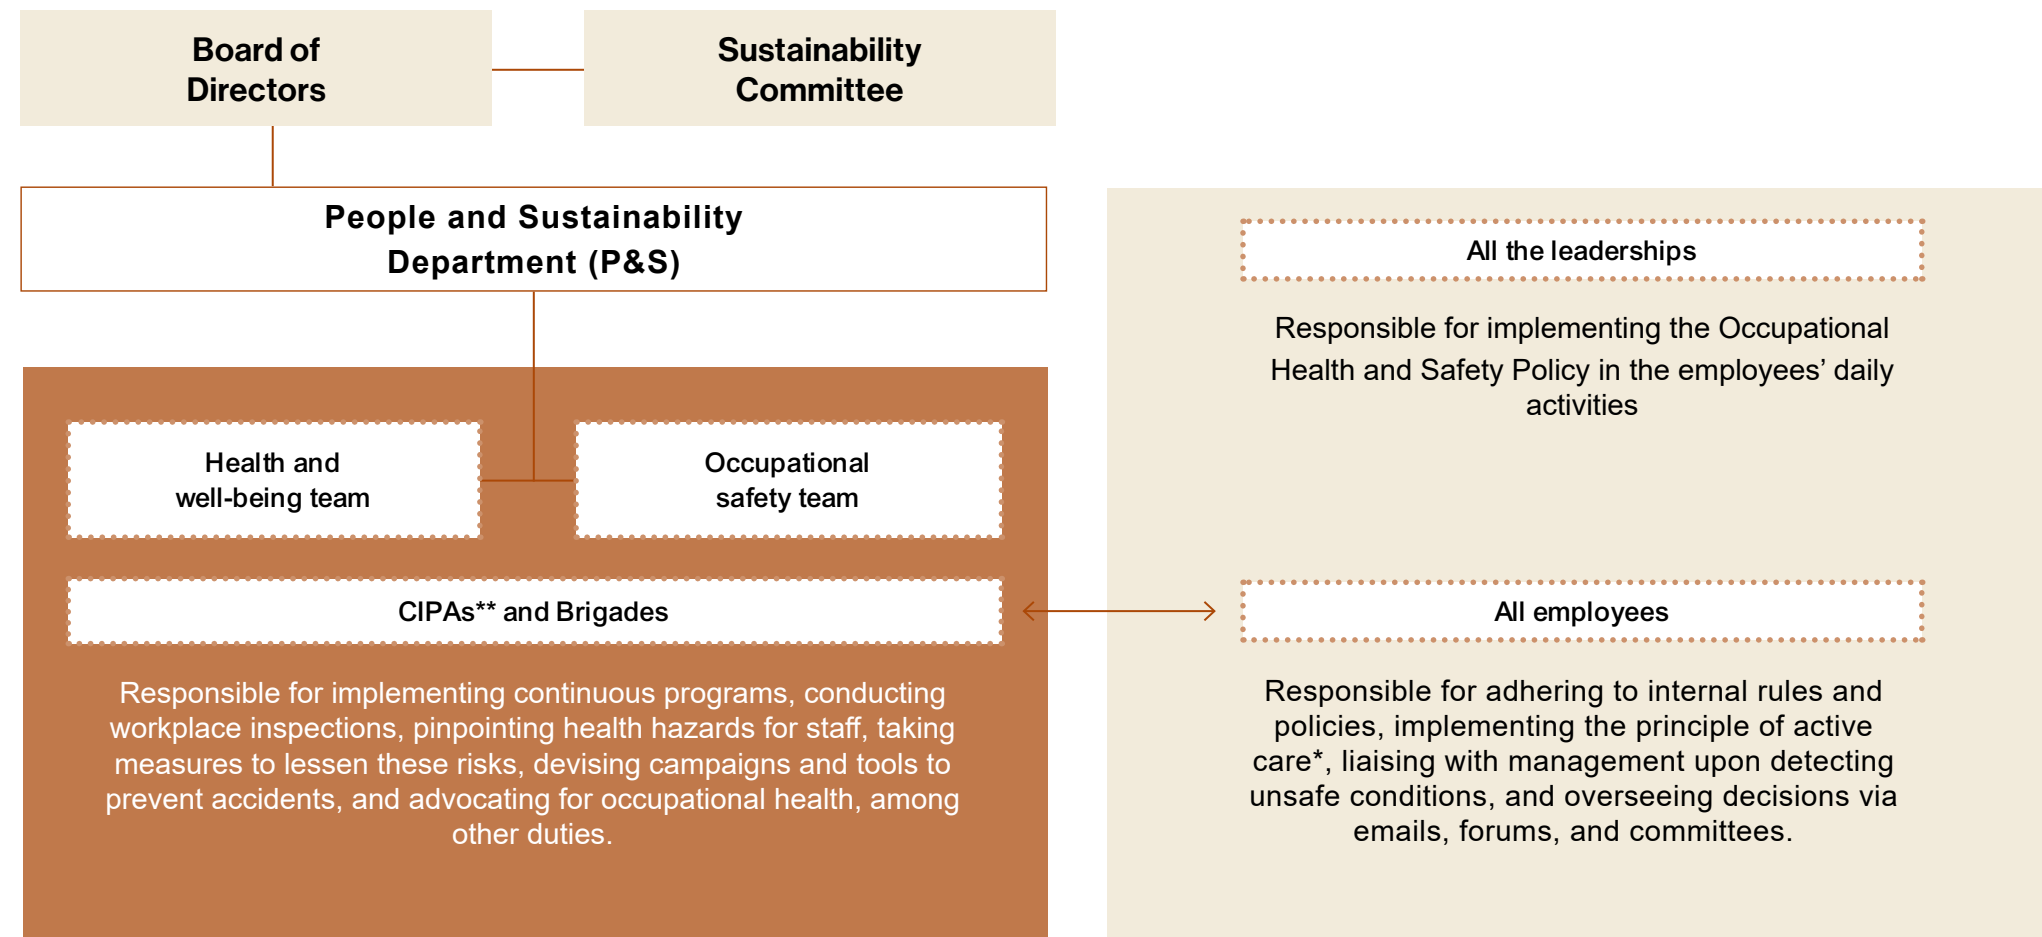 Board of
Directors
Sustainability
Committee
People and Sustainability
Department (P&S)
Health and
well-being team
Occupational
safety team
CIPAs** and Brigades
Responsible for implementing continuous programs, conducting
workplace inspections, pinpointing health hazards for staff, taking
measures to lessen these risks, devising campaigns and tools to
prevent accidents, and advocating for occupational health, among
other duties.
All the leaderships
Responsible for implementing the Occupational
Health and Safety Policy in the employees’ daily
activities
All employees
Responsible for adhering to internal rules and
policies, implementing the principle of active
care*, liaising with management upon detecting
unsafe conditions, and overseeing decisions via
emails, forums, and committees.